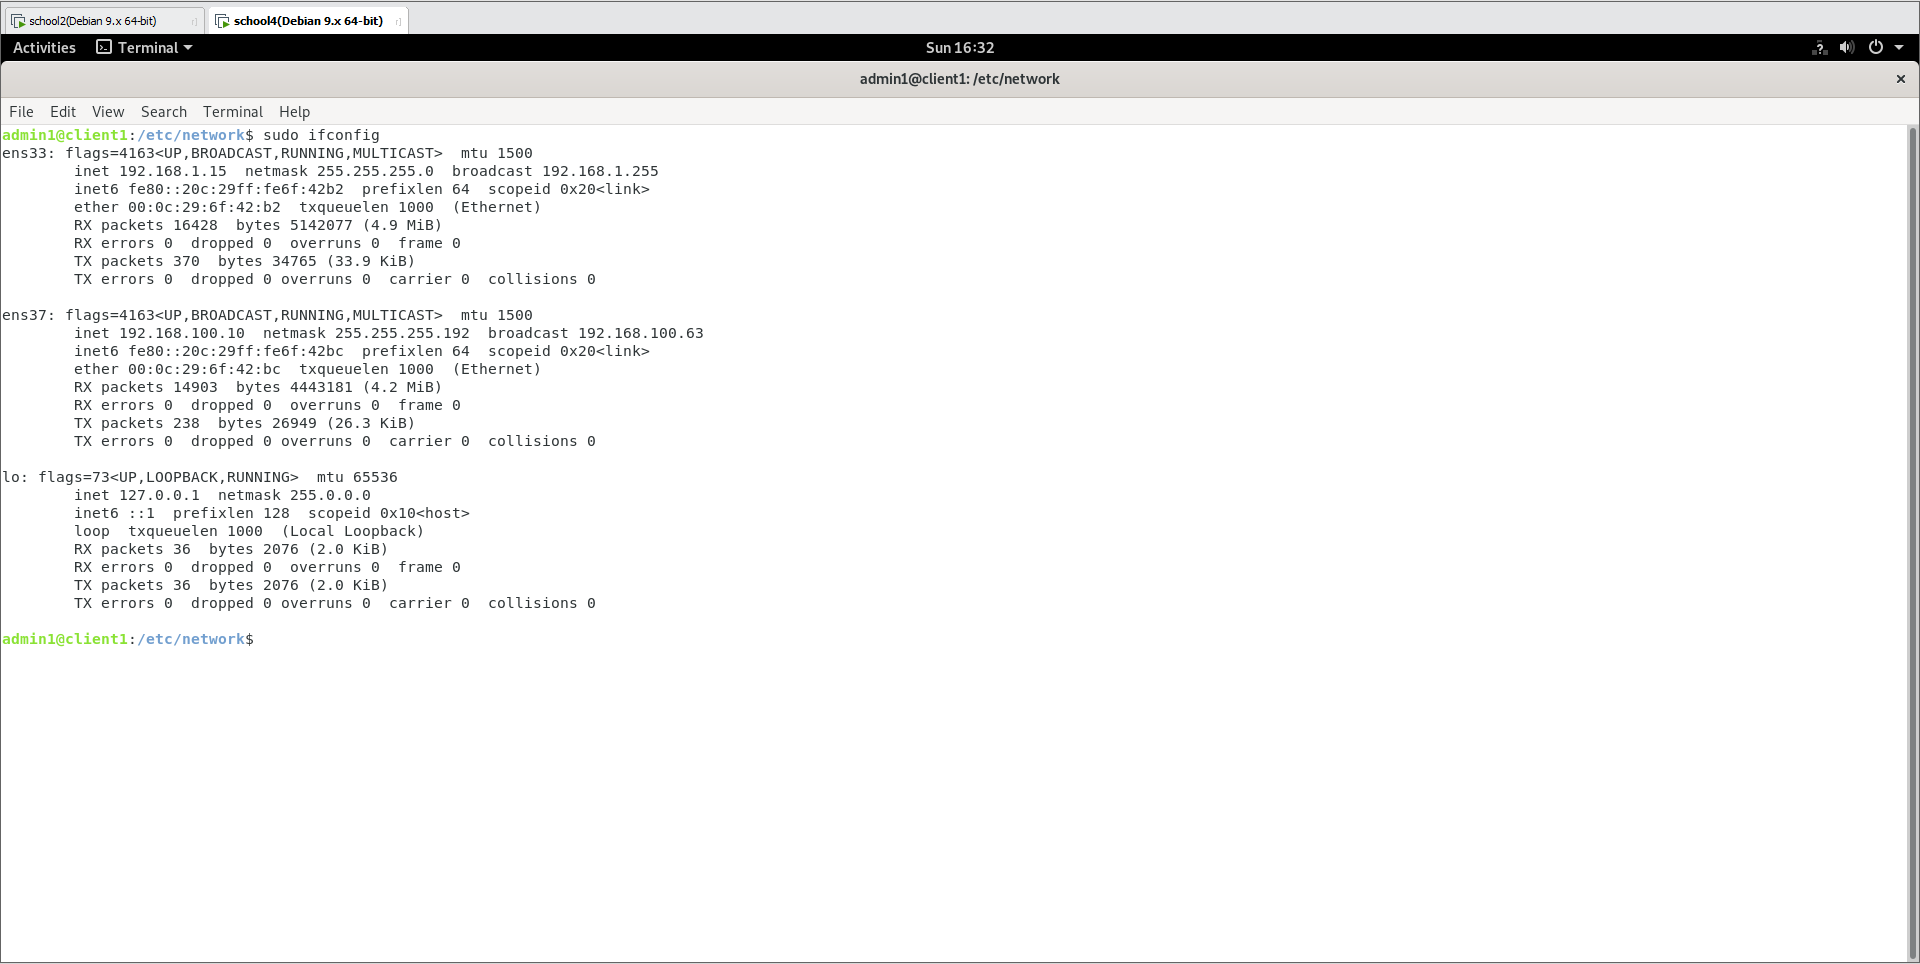 school2(Debian 9.x 64-bit)
school4(Debian 9.x 64-bit)
Activities
Terminal
Sun 16:32
admin1@client1: /etc/network
File Edit View Search Terminal Help
admin1@client1:/etc/network$ sudo ifconfig
ens33: flags=4163<UP,BROADCAST,RUNNING,MULTICAST>  mtu 1500
        inet 192.168.1.15  netmask 255.255.255.0  broadcast 192.168.1.255
        inet6 fe80::20c:29ff:fe6f:42b2  prefixlen 64  scopeid 0x20<link>
        ether 00:0c:29:6f:42:b2  txqueuelen 1000  (Ethernet)
        RX packets 16428  bytes 5142077 (4.9 MiB)
        RX errors 0  dropped 0  overruns 0  frame 0
        TX packets 370  bytes 34765 (33.9 KiB)
        TX errors 0  dropped 0 overruns 0  carrier 0  collisions 0

ens37: flags=4163<UP,BROADCAST,RUNNING,MULTICAST>  mtu 1500
        inet 192.168.100.10  netmask 255.255.255.192  broadcast 192.168.100.63
        inet6 fe80::20c:29ff:fe6f:42bc  prefixlen 64  scopeid 0x20<link>
        ether 00:0c:29:6f:42:bc  txqueuelen 1000  (Ethernet)
        RX packets 14903  bytes 4443181 (4.2 MiB)
        RX errors 0  dropped 0  overruns 0  frame 0
        TX packets 238  bytes 26949 (26.3 KiB)
        TX errors 0  dropped 0 overruns 0  carrier 0  collisions 0

lo: flags=73<UP,LOOPBACK,RUNNING>  mtu 65536
        inet 127.0.0.1  netmask 255.0.0.0
        inet6 ::1  prefixlen 128  scopeid 0x10<host>
        loop  txqueuelen 1000  (Local Loopback)
        RX packets 36  bytes 2076 (2.0 KiB)
        RX errors 0  dropped 0  overruns 0  frame 0
        TX packets 36  bytes 2076 (2.0 KiB)
        TX errors 0  dropped 0 overruns 0  carrier 0  collisions 0

admin1@client1:/etc/network$